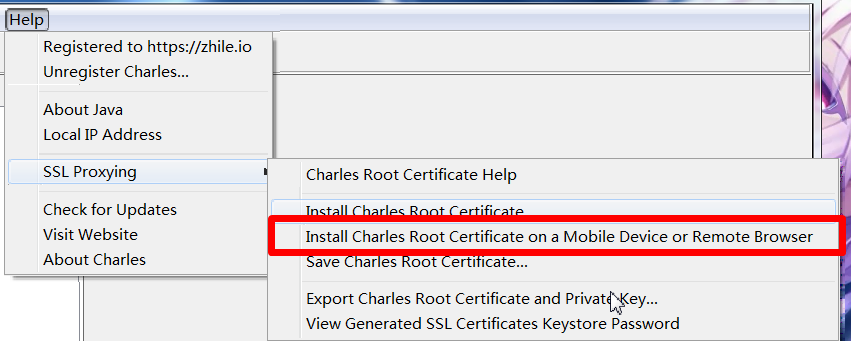 Help
Registered to https://zhile.io
Unregister Charles...
About Java
Local IP Address
SSL Proxying
Check for Updates
Visit Website
About Charles
Charles Root Certificate Help
Install Charles Root Certificate
Install Charles Root Certificate on a Mobile Device or Remote Browser
Save Charles Root Certificate...
Export Charles Root Certificate and Private Key...
View Generated SSL Certificates Keystore Password